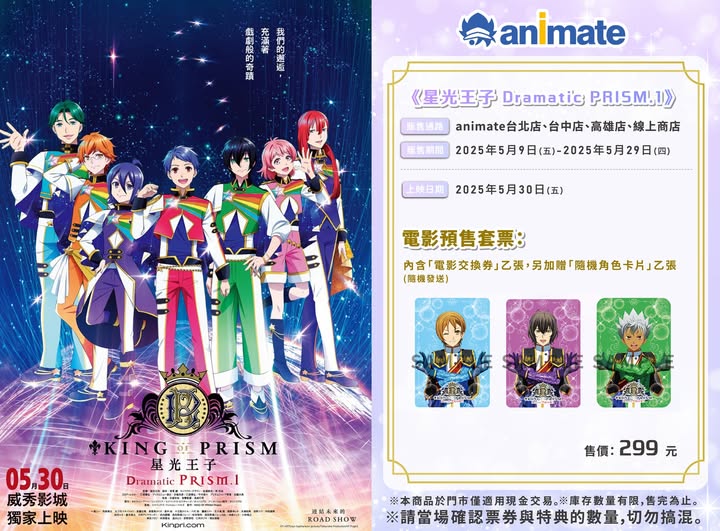 我們的邂逅，
充滿著
戲劇般的奇蹟
KING OF PRISM
星光王子
Dramatic PRISM.1
05月30日
威秀影城
獨家上映
Kinpri.com
連結未來的
ROAD SHOW
animate
《星光王子 Dramatic PRISM.1》
販售通路 animate台北店、台中店、高雄店、線上商店
販售期間 2025年5月9日(五)-2025年5月29日(四)
上映日期 2025年5月30日(五)
電影預售套票：
內含「電影交換券」乙張，另加贈「隨機角色卡片」乙張
(隨機發送)
SAMPLE SAMPLE SAMPLE
售價：299 元
※本商品於門市僅適用現金交易。※庫存數量有限，售完為止。
※請當場確認票券與特典的數量，切勿搞混。